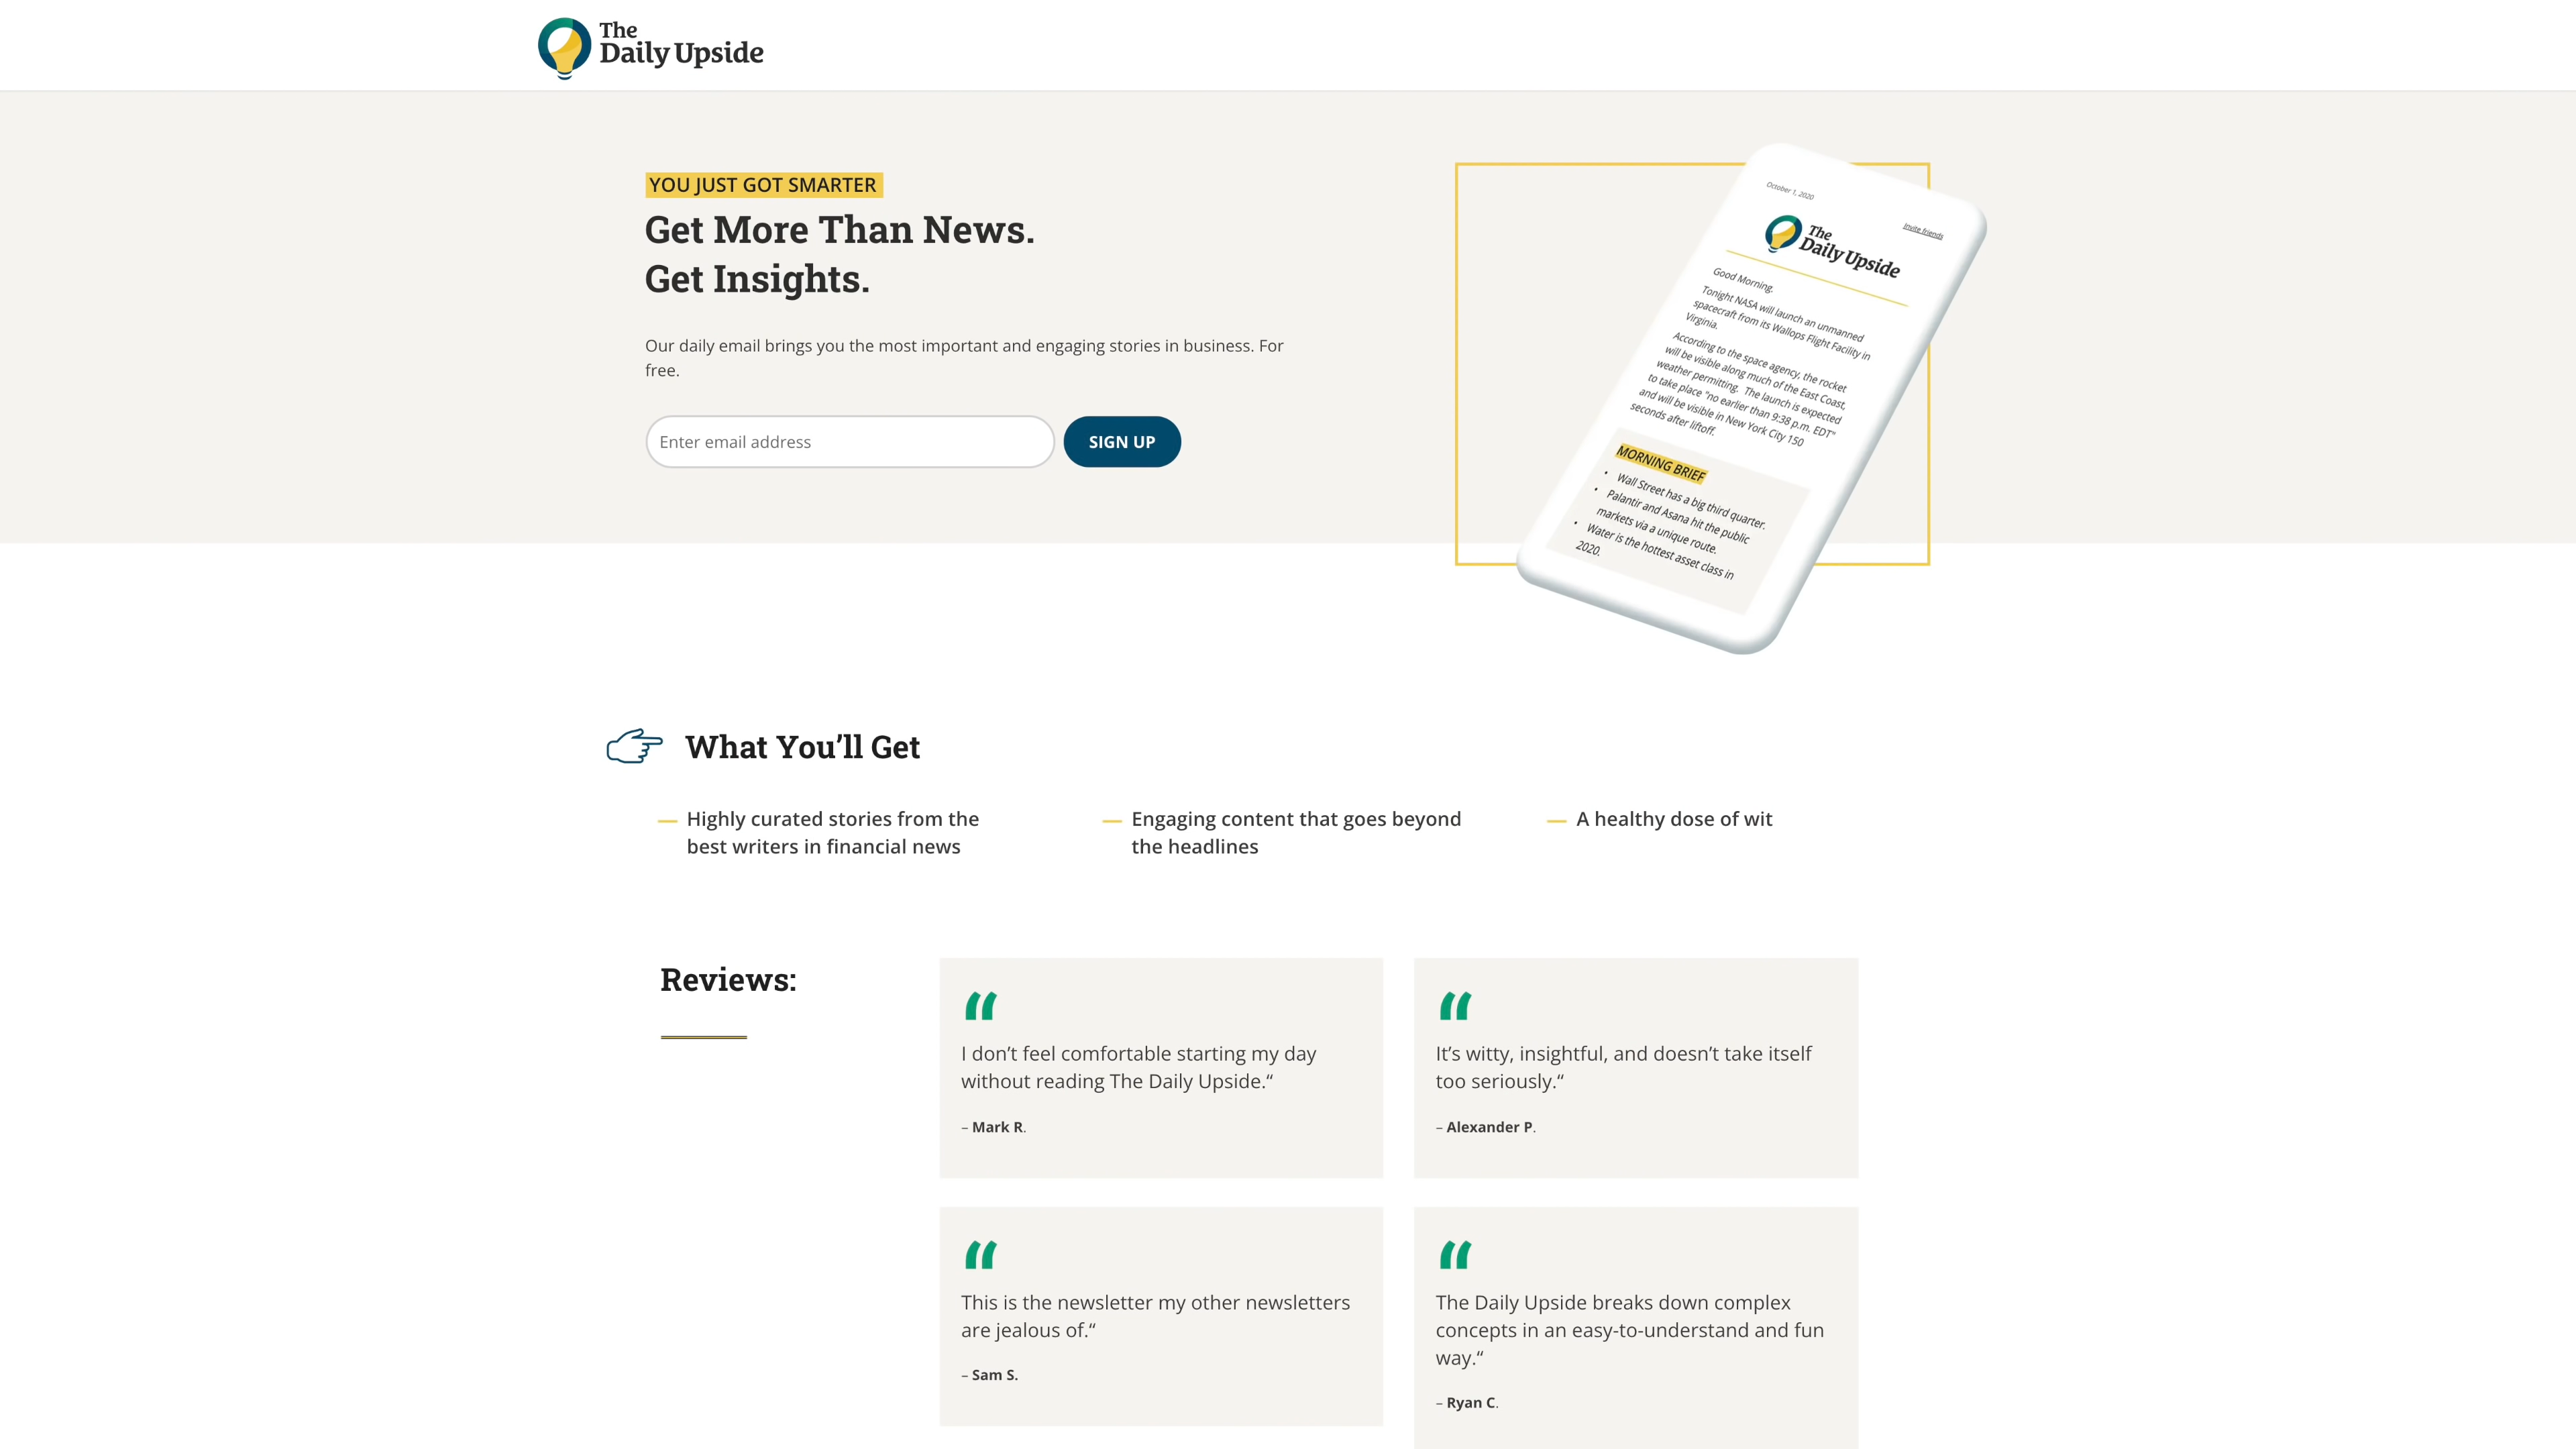 The
Daily Upside
YOU JUST GOT SMARTER
Get More Than News.
Get Insights.
Our daily email brings you the most important and engaging stories in business. For
free.
Enter email address
SIGN UP
October 1, 2020
Invite friends
The
Daily Upside
Good Morning.
Tonight NASA will launch an unmanned
spacecraft from its Wallops Flight Facility in
Virginia.
According to the space agency, the rocket
will be visible along much of the East Coast,
weather permitting. The launch is expected
to take place "no earlier than 9:38 p.m. EDT"
and will be visible in New York City 150
seconds after liftoff.
MORNING BRIEF
• Wall Street has a big third quarter.
• Palantir and Asana hit the public
markets via a unique route.
• Water is the hottest asset class in
2020.
What You’ll Get
— Highly curated stories from the
best writers in financial news
— Engaging content that goes beyond
the headlines
— A healthy dose of wit
Reviews:
“
I don’t feel comfortable starting my day
without reading The Daily Upside.“
– Mark R.
“
It’s witty, insightful, and doesn’t take itself
too seriously.“
– Alexander P.
“
This is the newsletter my other newsletters
are jealous of.“
– Sam S.
“
The Daily Upside breaks down complex
concepts in an easy-to-understand and fun
way.“
– Ryan C.